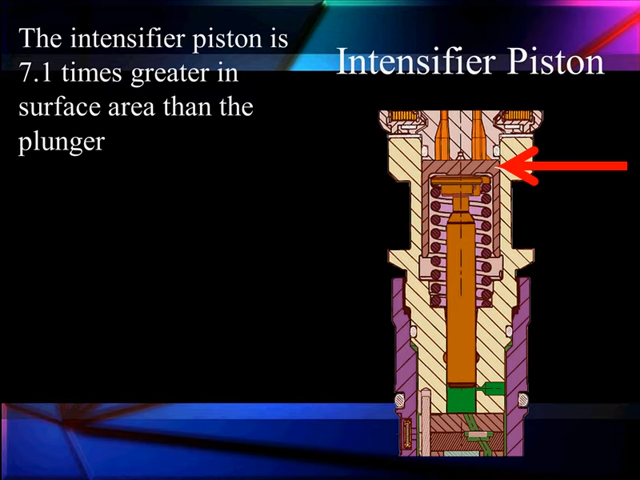 The intensifier piston is
7.1 times greater in
surface area than the
plunger
Intensifier Piston